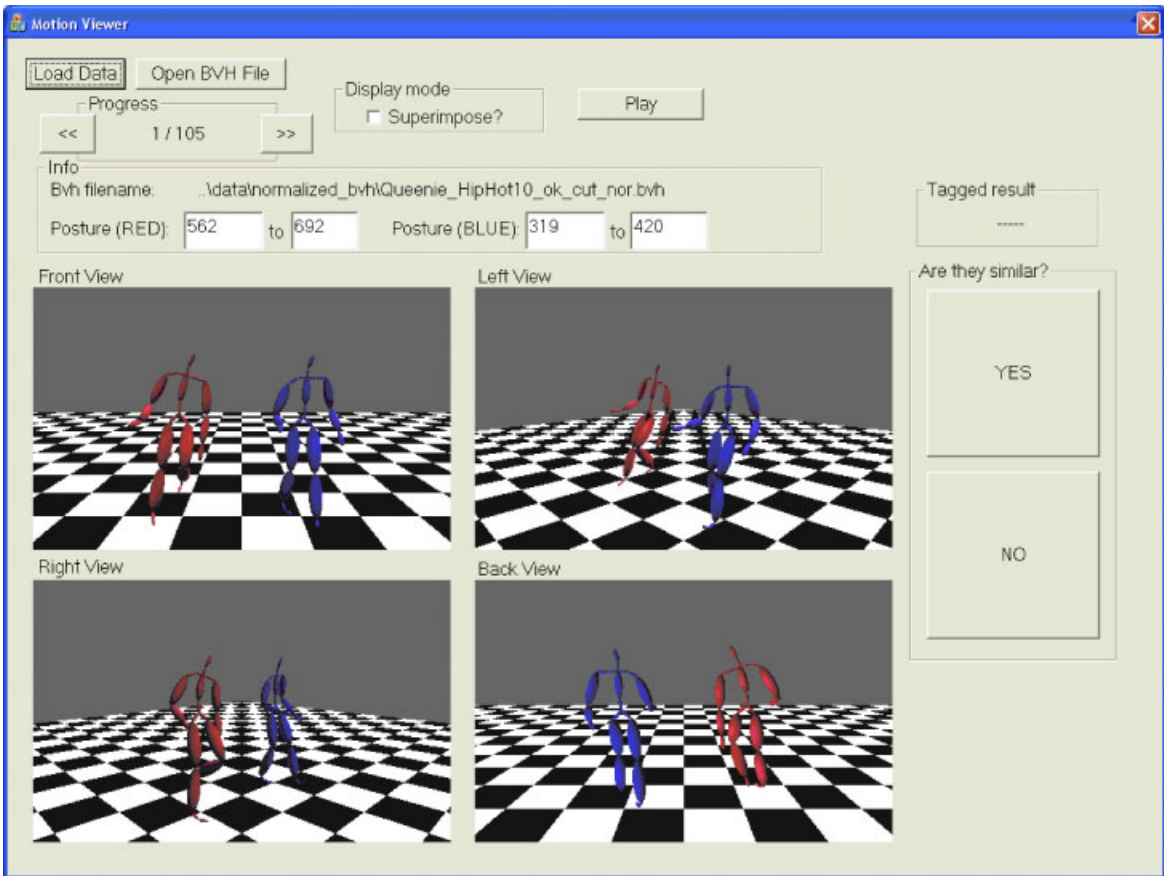 Motion Viewer
Load Data
Open BVH File
Progress
<<
1 / 105
>>
Display mode
Superimpose?
Play
Info
Bvh filename: ..\data\normalized_bvh\Queenie_HipHot10_ok_cut_nor.bvh
Posture (RED): 562 to 692 Posture (BLUE): 319 to 420
Tagged result
-----
Are they similar?
YES
NO
Front View
Left View
Right View
Back View